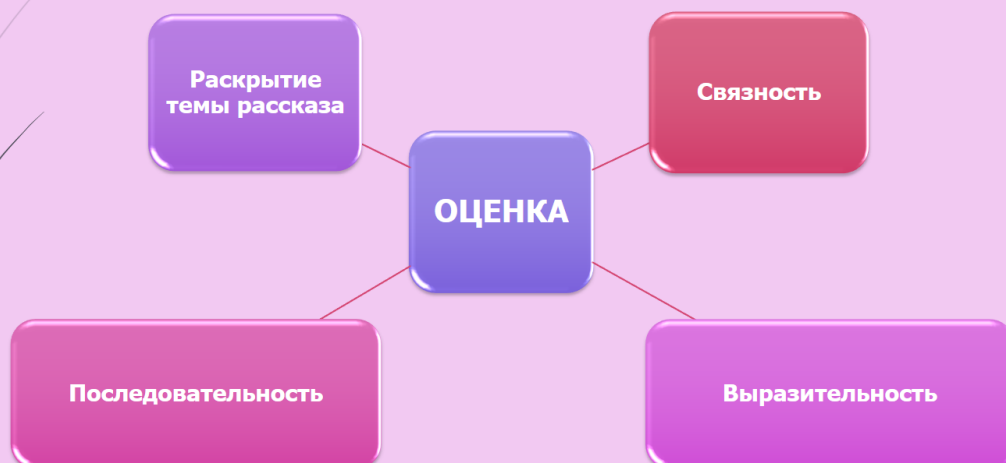 Раскрытие
темы рассказа
Связность
ОЦЕНКА
Последовательность
Выразительность